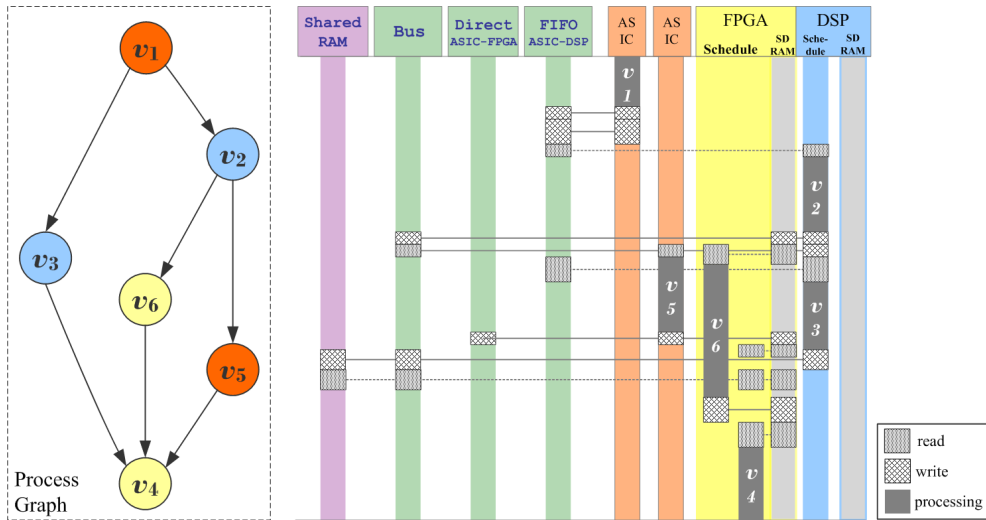 v1
v2
v3
v6
v5
v4
Process
Graph
Shared
RAM
Bus
Direct
ASIC-FPGA
FIFO
ASIC-DSP
AS
IC
AS
IC
FPGA
Schedule
SD
RAM
DSP
Sche-
dule
SD
RAM
v
1
v
2
v
5
v
6
v
3
v
4
read
write
processing